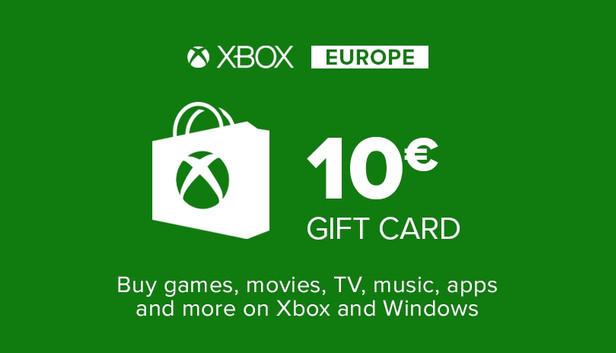 XBOX EUROPE
10€
GIFT CARD
Buy games, movies, TV, music, apps
and more on Xbox and Windows